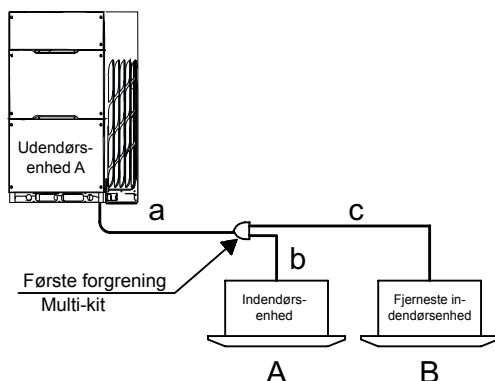 Udendørs-
enhed A
a
c
b
Første forgrening
Multi-kit
Indendørs-
enhed
Fjerneste in-
dendørsenhed
A
B